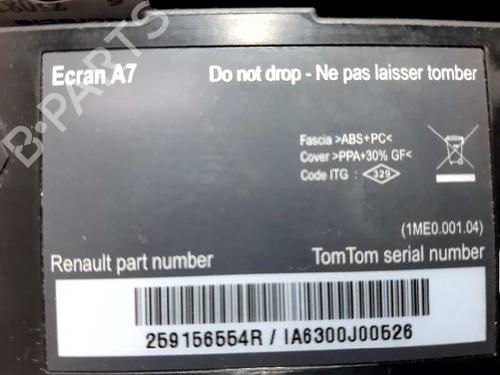 Ecran A7
Do not drop - Ne pas laisser tomber
Fascia >ABS+PC<
Cover >PPA+30% GF<
Code ITG : 329
(1ME0.001.04)
Renault part number
TomTom serial number
259156554R / IA6300J00526
B-PARTS